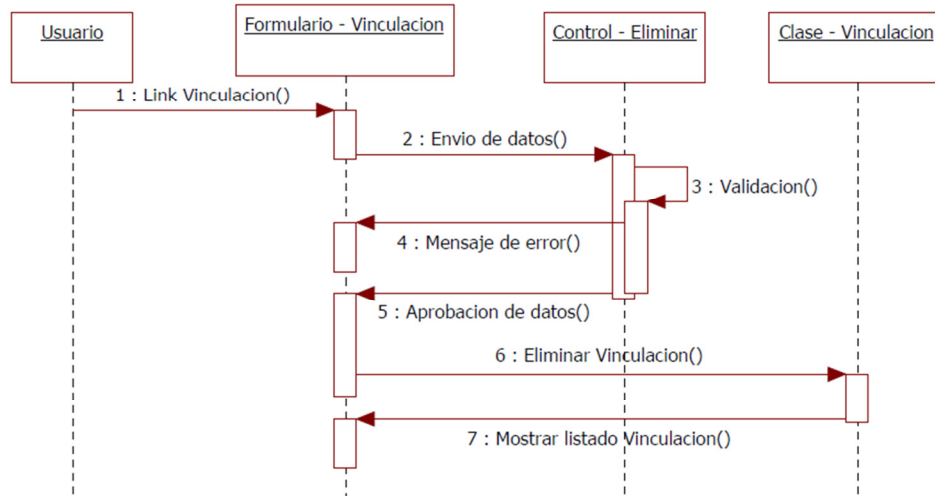 Usuario
Formulario - Vinculacion
Control - Eliminar
Clase - Vinculacion
1 : Link Vinculacion()
2 : Envio de datos()
3 : Validacion()
4 : Mensaje de error()
5 : Aprobacion de datos()
6 : Eliminar Vinculacion()
7 : Mostrar listado Vinculacion()